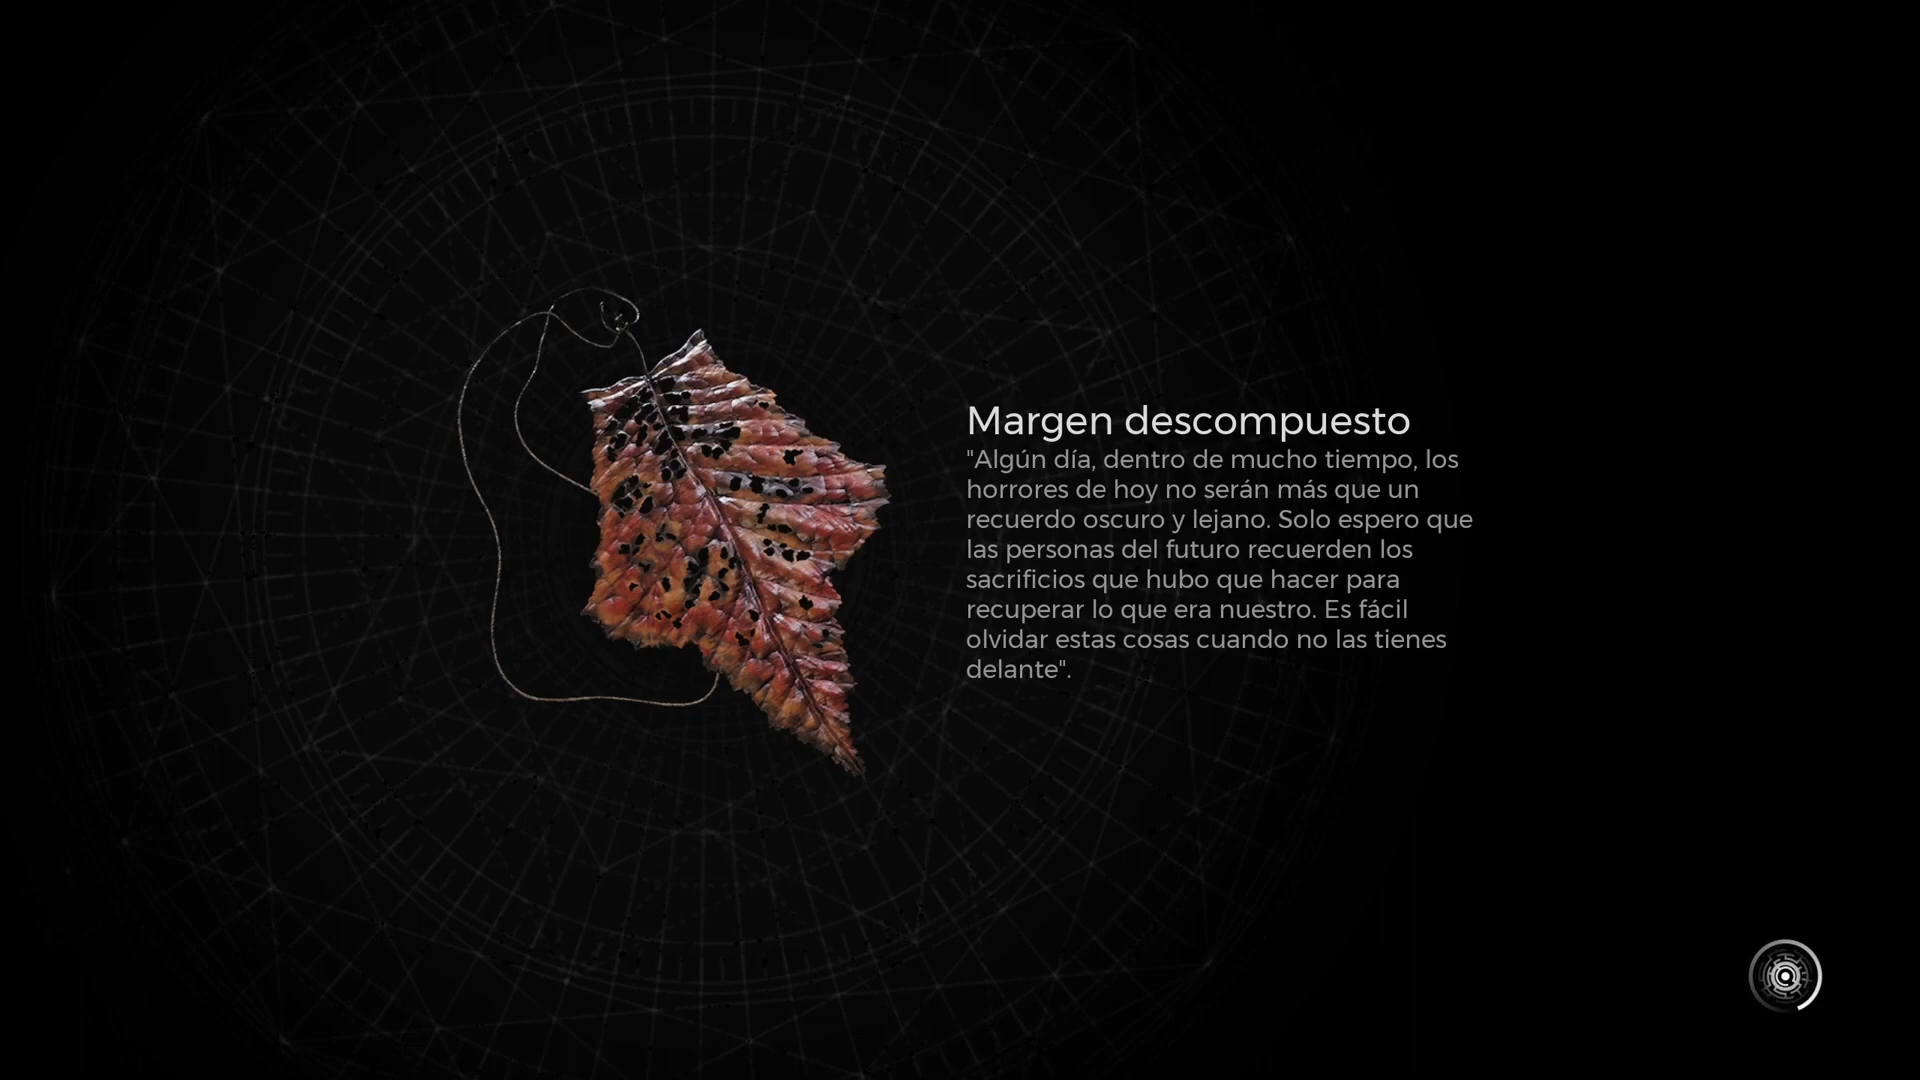 Margen descompuesto
"Algún día, dentro de mucho tiempo, los
horrores de hoy no serán más que un
recuerdo oscuro y lejano. Solo espero que
las personas del futuro recuerden los
sacrificios que hubo que hacer para
recuperar lo que era nuestro. Es fácil
olvidar estas cosas cuando no las tienes
delante".